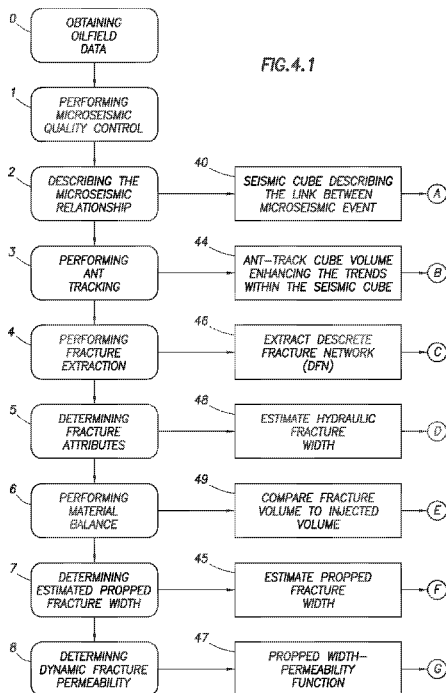 FIG.4.1
0
OBTAINING
OILFIELD
DATA
1
PERFORMING
MICROSEISMIC
QUALITY CONTROL
2
DESCRIBING THE
MICROSEISMIC
RELATIONSHIP
40
SEISMIC CUBE DESCRIBING
THE LINK BETWEEN
MICROSEISMIC EVENT
A
3
PERFORMING
ANT
TRACKING
44
ANT-TRACK CUBE VOLUME
ENHANCING THE TRENDS
WITHIN THE SEISMIC CUBE
B
4
PERFORMING
FRACTURE
EXTRACTION
46
EXTRACT DESCRETE
FRACTURE NETWORK
(DFN)
C
5
DETERMINING
FRACTURE
ATTRIBUTES
48
ESTIMATE HYDRAULIC
FRACTURE
WIDTH
D
6
PERFORMING
MATERIAL
BALANCE
49
COMPARE FRACTURE
VOLUME TO INJECTED
VOLUME
E
7
DETERMINING
ESTIMATED PROPPED
FRACTURE WIDTH
45
ESTIMATE PROPPED
FRACTURE
WIDTH
F
8
DETERMINING
DYNAMIC FRACTURE
PERMEABILITY
47
PROPPED WIDTH-
PERMEABILITY
FUNCTION
G